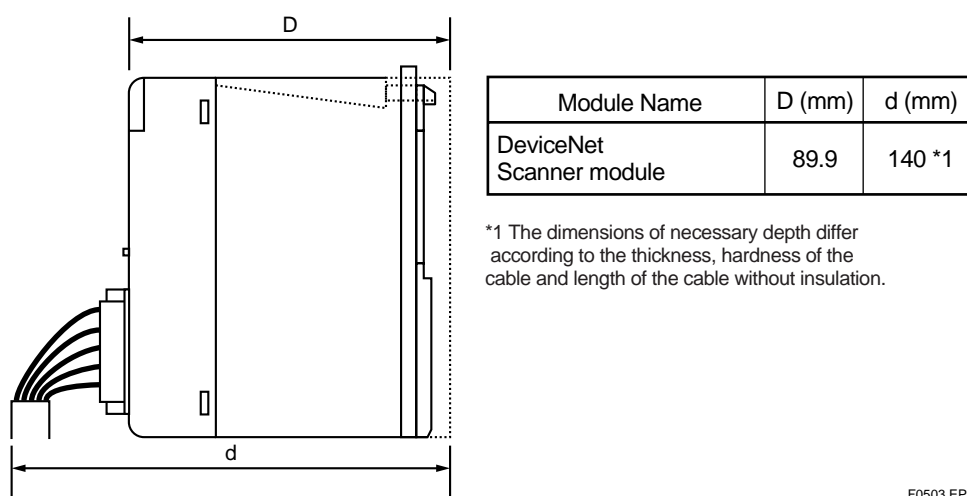 D
Module Name D (mm) d (mm)
DeviceNet
Scanner module
89.9 140 *1
*1 The dimensions of necessary depth differ
according to the thickness, hardness of the
cable and length of the cable without insulation.
d